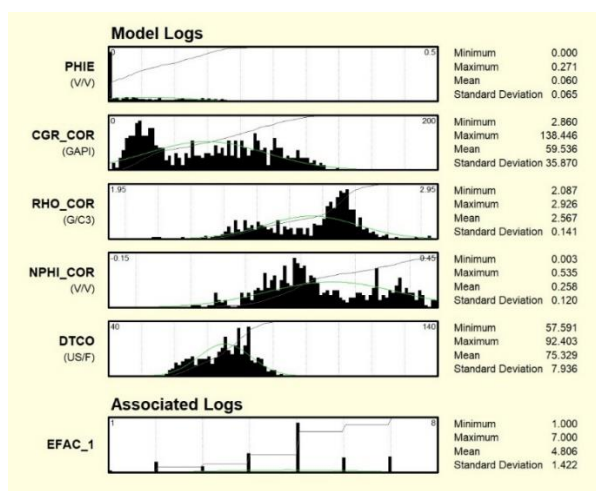 Model Logs
PHIE
(V/V)
0 0.5
Minimum 0.000
Maximum 0.271
Mean 0.060
Standard Deviation 0.065
CGR_COR
(GAPI)
0 200
Minimum 2.860
Maximum 138.446
Mean 59.536
Standard Deviation 35.870
RHO_COR
(G/C3)
1.95 2.95
Minimum 2.087
Maximum 2.926
Mean 2.567
Standard Deviation 0.141
NPHI_COR
(V/V)
-0.15 0.45
Minimum 0.003
Maximum 0.535
Mean 0.258
Standard Deviation 0.120
DTCO
(US/F)
40 140
Minimum 57.591
Maximum 92.403
Mean 75.329
Standard Deviation 7.936
Associated Logs
EFAC_1
1 8
Minimum 1.000
Maximum 7.000
Mean 4.806
Standard Deviation 1.422